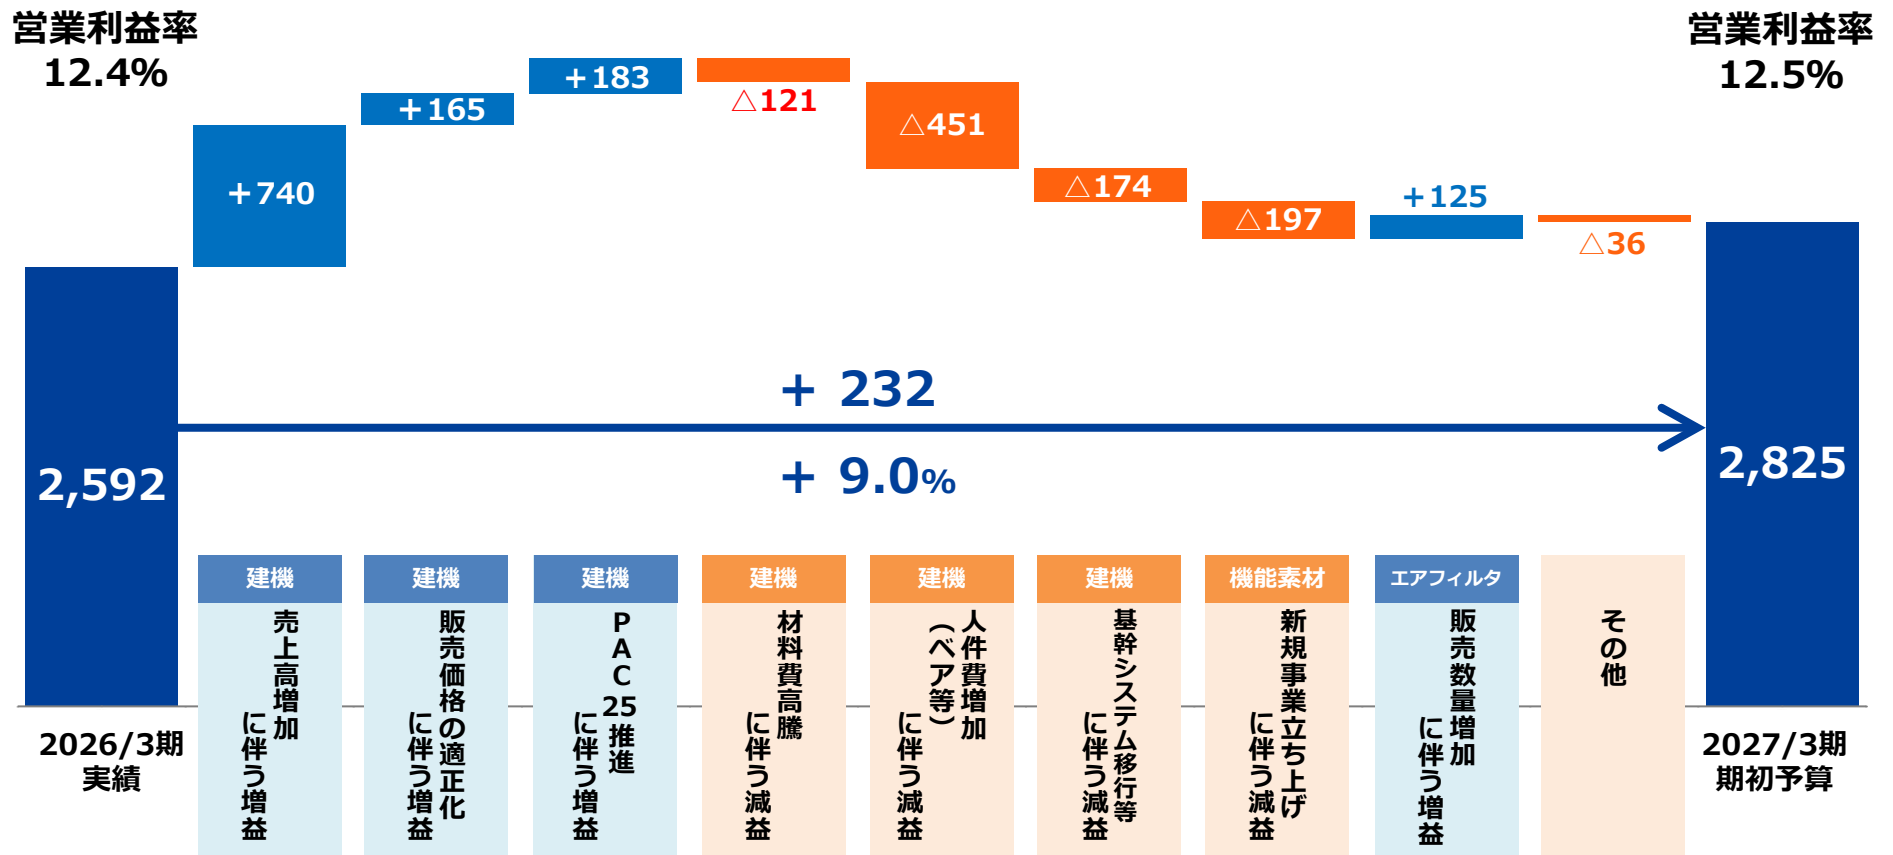 営業利益率
12.4%
営業利益率
12.5%
＋740
＋165
＋183
△121
△451
△174
△197
＋125
△36
＋ 232
＋ 9.0%
2,592
2,825
建機
売上高増加
に伴う増益
建機
販売価格の適正化
に伴う増益
建機
PAC25推進
に伴う増益
建機
材料費高騰
に伴う減益
建機
人件費増加
（ベア等）
に伴う減益
建機
基幹システム移行等
に伴う減益
機能素材
新規事業立ち上げ
に伴う減益
エアフィルタ
販売数量増加
に伴う増益
その他
2026/3期
実績
2027/3期
期初予算